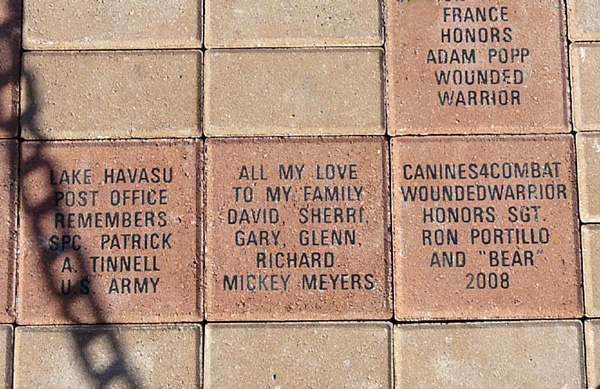 FRANCE
HONORS
ADAM POPP
WOUNDED
WARRIOR
LAKE HAVASU
POST OFFICE
REMEMBERS
SPC. PATRICK
A. TINNELL
U.S. ARMY
ALL MY LOVE
TO MY FAMILY
DAVID, SHERRI,
GARY, GLENN,
RICHARD
MICKEY MEYERS
CANINES4COMBAT
WOUNDEDWARRIOR
HONORS SGT.
RON PORTILLO
AND "BEAR"
2008